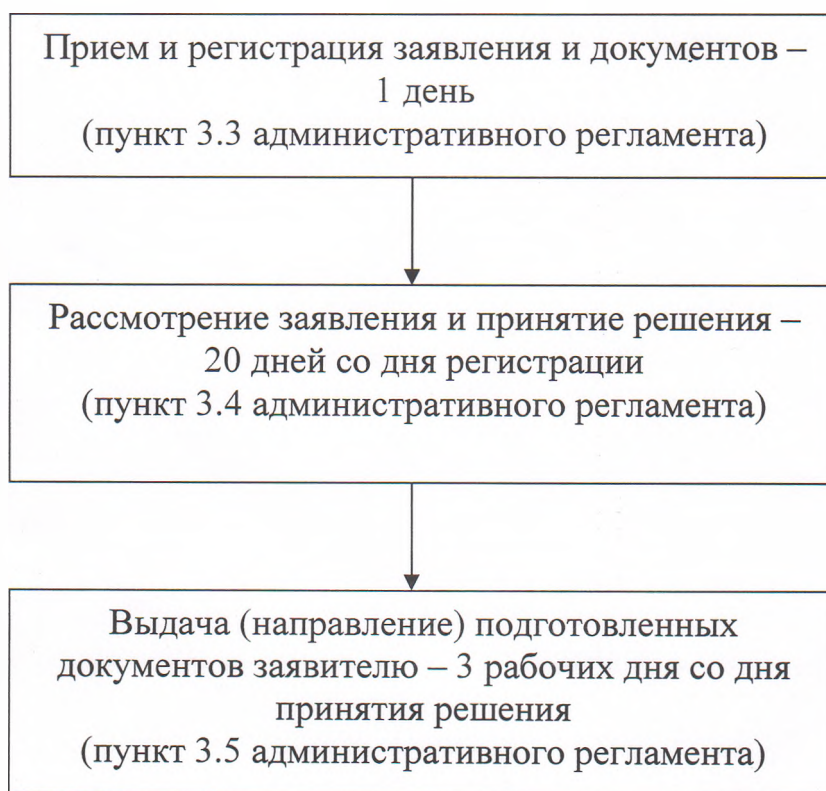 Прием и регистрация заявления и документов –
1 день
(пункт 3.3 административного регламента)
Рассмотрение заявления и принятие решения –
20 дней со дня регистрации
(пункт 3.4 административного регламента)
Выдача (направление) подготовленных
документов заявителю – 3 рабочих дня со дня
принятия решения
(пункт 3.5 административного регламента)